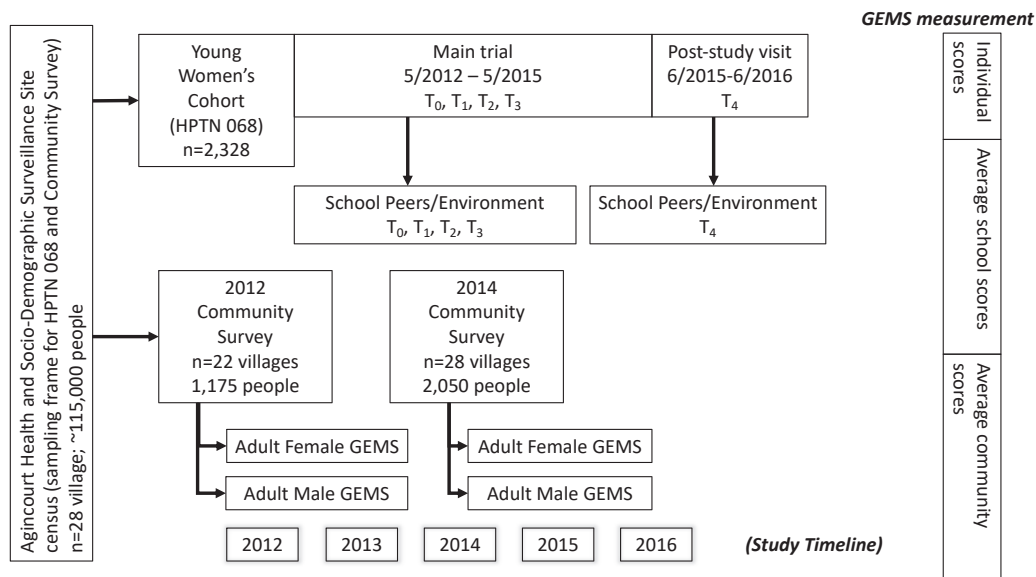 GEMS measurement
Agincourt Health and Socio-Demographic Surveillance Site
census (sampling frame for HPTN 068 and Community Survey)
n=28 village; ~115,000 people
Young
Women's
Cohort
(HPTN 068)
n=2,328
Main trial
5/2012 – 5/2015
T₀, T₁, T₂, T₃
Post-study visit
6/2015-6/2016
T₄
Individual
scores
School Peers/Environment
T₀, T₁, T₂, T₃
School Peers/Environment
T₄
Average school scores
2012
Community
Survey
n=22 villages
1,175 people
2014
Community
Survey
n=28 villages
2,050 people
Average community
scores
Adult Female GEMS
Adult Male GEMS
Adult Female GEMS
Adult Male GEMS
2012
2013
2014
2015
2016
(Study Timeline)